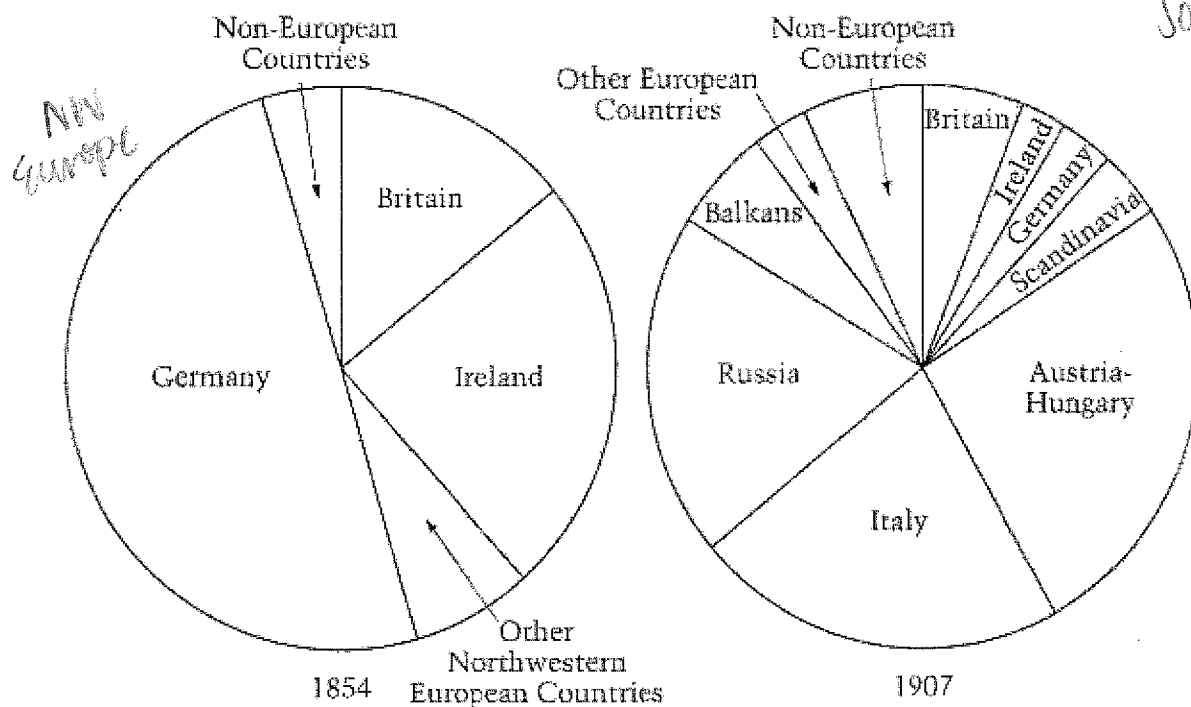 Non-European
Countries
NW
Europe
Britain
Germany
Ireland
Other
Northwestern
European Countries
1854
Non-European
Countries
Other European
Countries
Britain
Ireland
Germany
Scandinavia
Balkans
Russia
Austria-
Hungary
Italy
1907